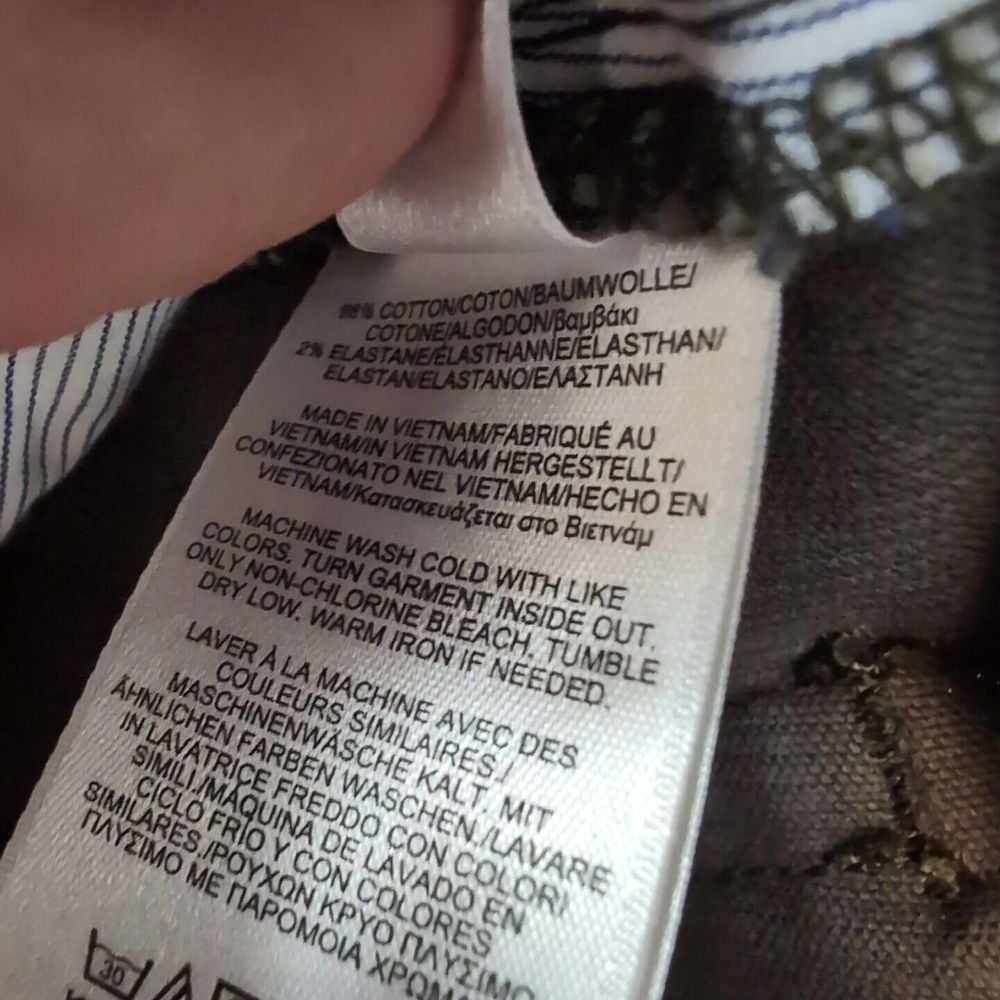 98% COTTON/COTON/BAUMWOLLE/
COTONE/ALGODON/βαμβάκι
2% ELASTANE/ÉLASTHANNE/ELASTHAN/
ELASTAN/ELASTANO/ΕΛΑΣΤΑΝΗ
MADE IN VIETNAM/FABRIQUÉ AU
VIETNAM/IN VIETNAM HERGESTELLT/
CONFEZIONATO NEL VIETNAM/HECHO EN
VIETNAM/Κατασκευάζεται στο Βιετνάμ
MACHINE WASH COLD WITH LIKE
COLORS. TURN GARMENT INSIDE OUT.
ONLY NON-CHLORINE BLEACH. TUMBLE
DRY LOW. WARM IRON IF NEEDED.
LAVER À LA MACHINE AVEC DES
COULEURS SIMILAIRES./
MASCHINENWÄSCHE KALT, MIT
ÄHNLICHEN FARBEN WASCHEN./LAVARE
IN LAVATRICE FREDDO CON COLORI
SIMILI/MAQUINA DE LAVADO EN
CICLO FRÍO Y CON COLORES
SIMILARES./ΡΟΥΧΩΝ ΚΡΥΟ ΠΛΥΣΙΜΟ
ΠΛΥΣΙΜΟ ΜΕ ΠΑΡΟΜΟΙΑ
30